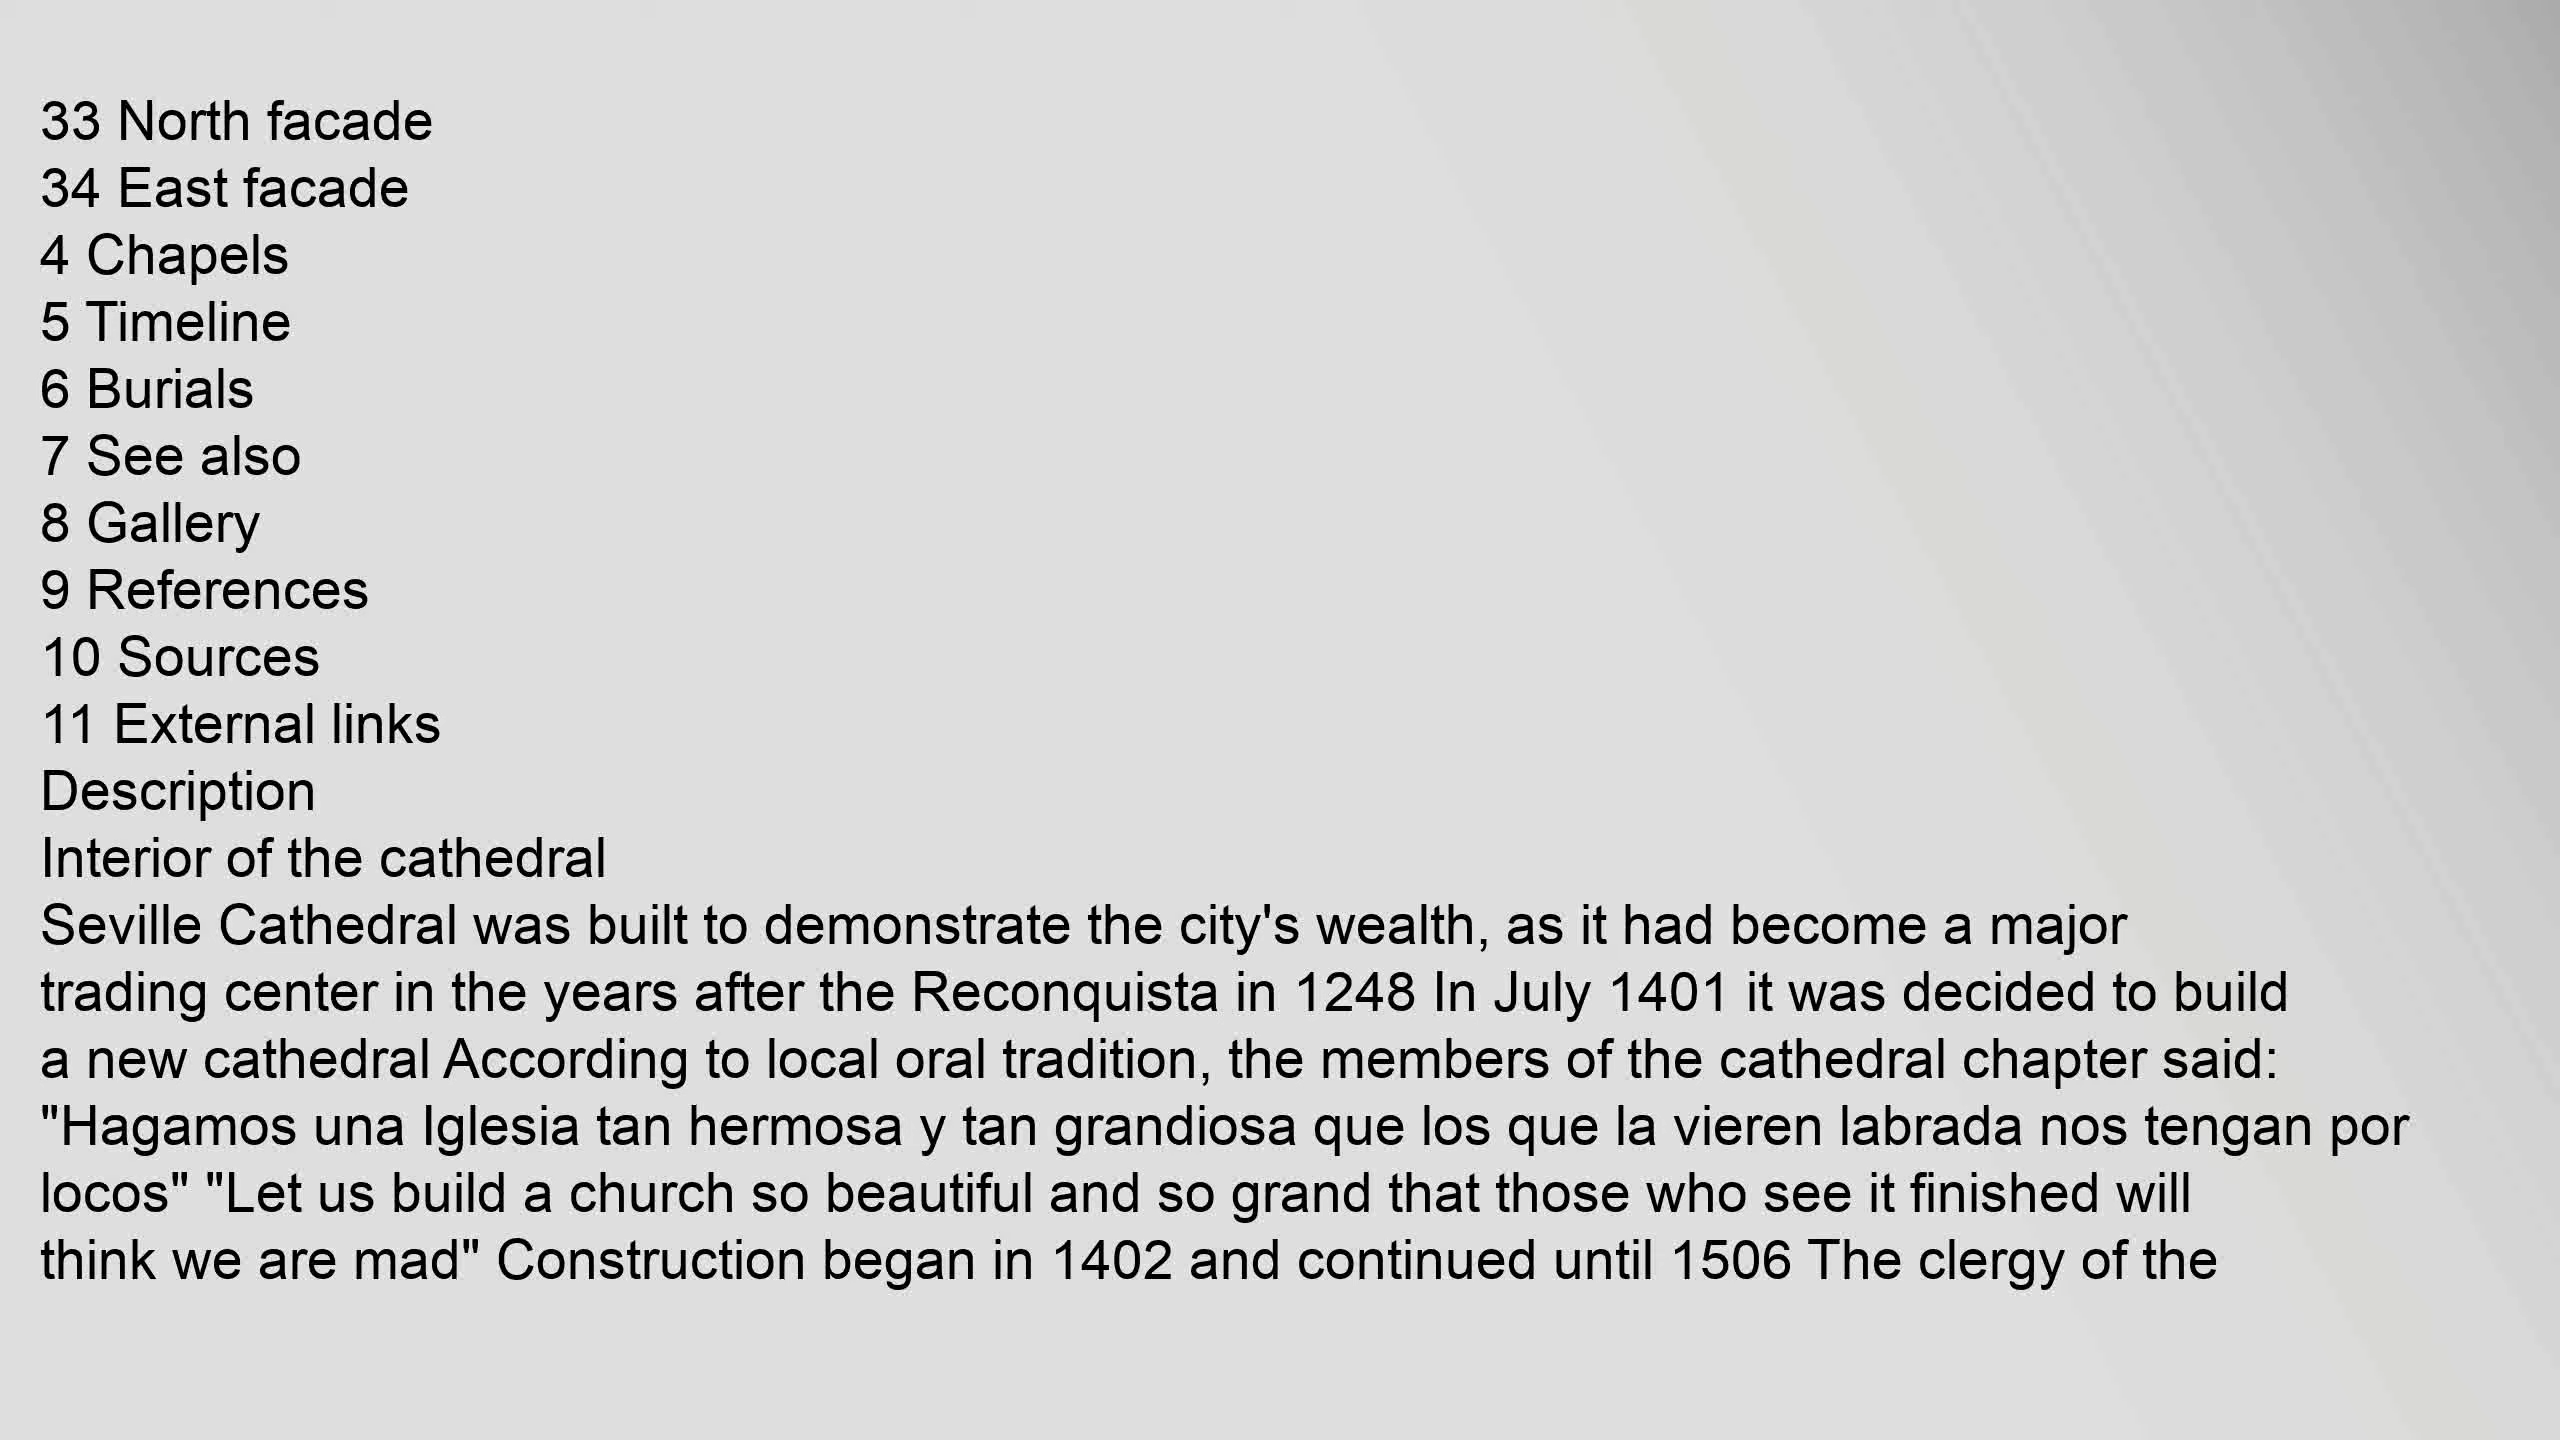 33 North facade
34 East facade
4 Chapels
5 Timeline
6 Burials
7 See also
8 Gallery
9 References
10 Sources
11 External links
Description
Interior of the cathedral
Seville Cathedral was built to demonstrate the city's wealth, as it had become a major
trading center in the years after the Reconquista in 1248 In July 1401 it was decided to build
a new cathedral According to local oral tradition, the members of the cathedral chapter said:
"Hagamos una Iglesia tan hermosa y tan grandiosa que los que la vieren labrada nos tengan por
locos" "Let us build a church so beautiful and so grand that those who see it finished will
think we are mad" Construction began in 1402 and continued until 1506 The clergy of the